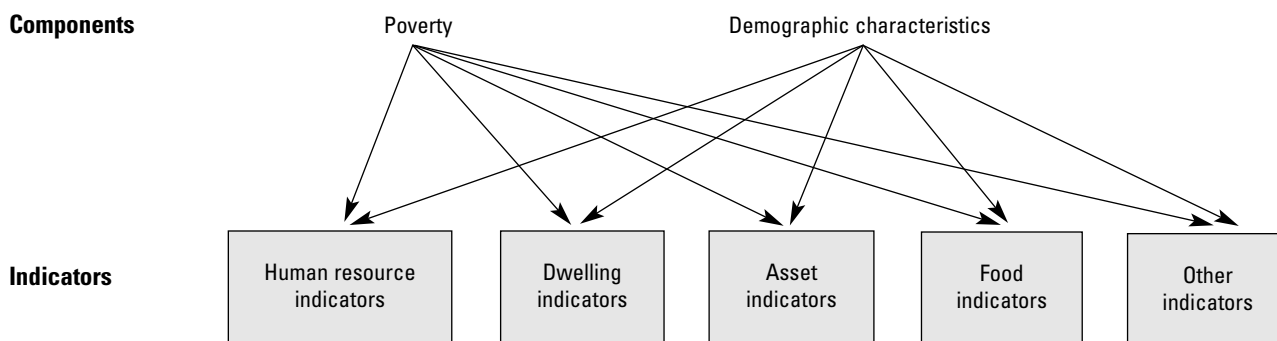 Components
Poverty
Demographic characteristics
Indicators
Human resource
indicators
Dwelling
indicators
Asset
indicators
Food
indicators
Other
indicators